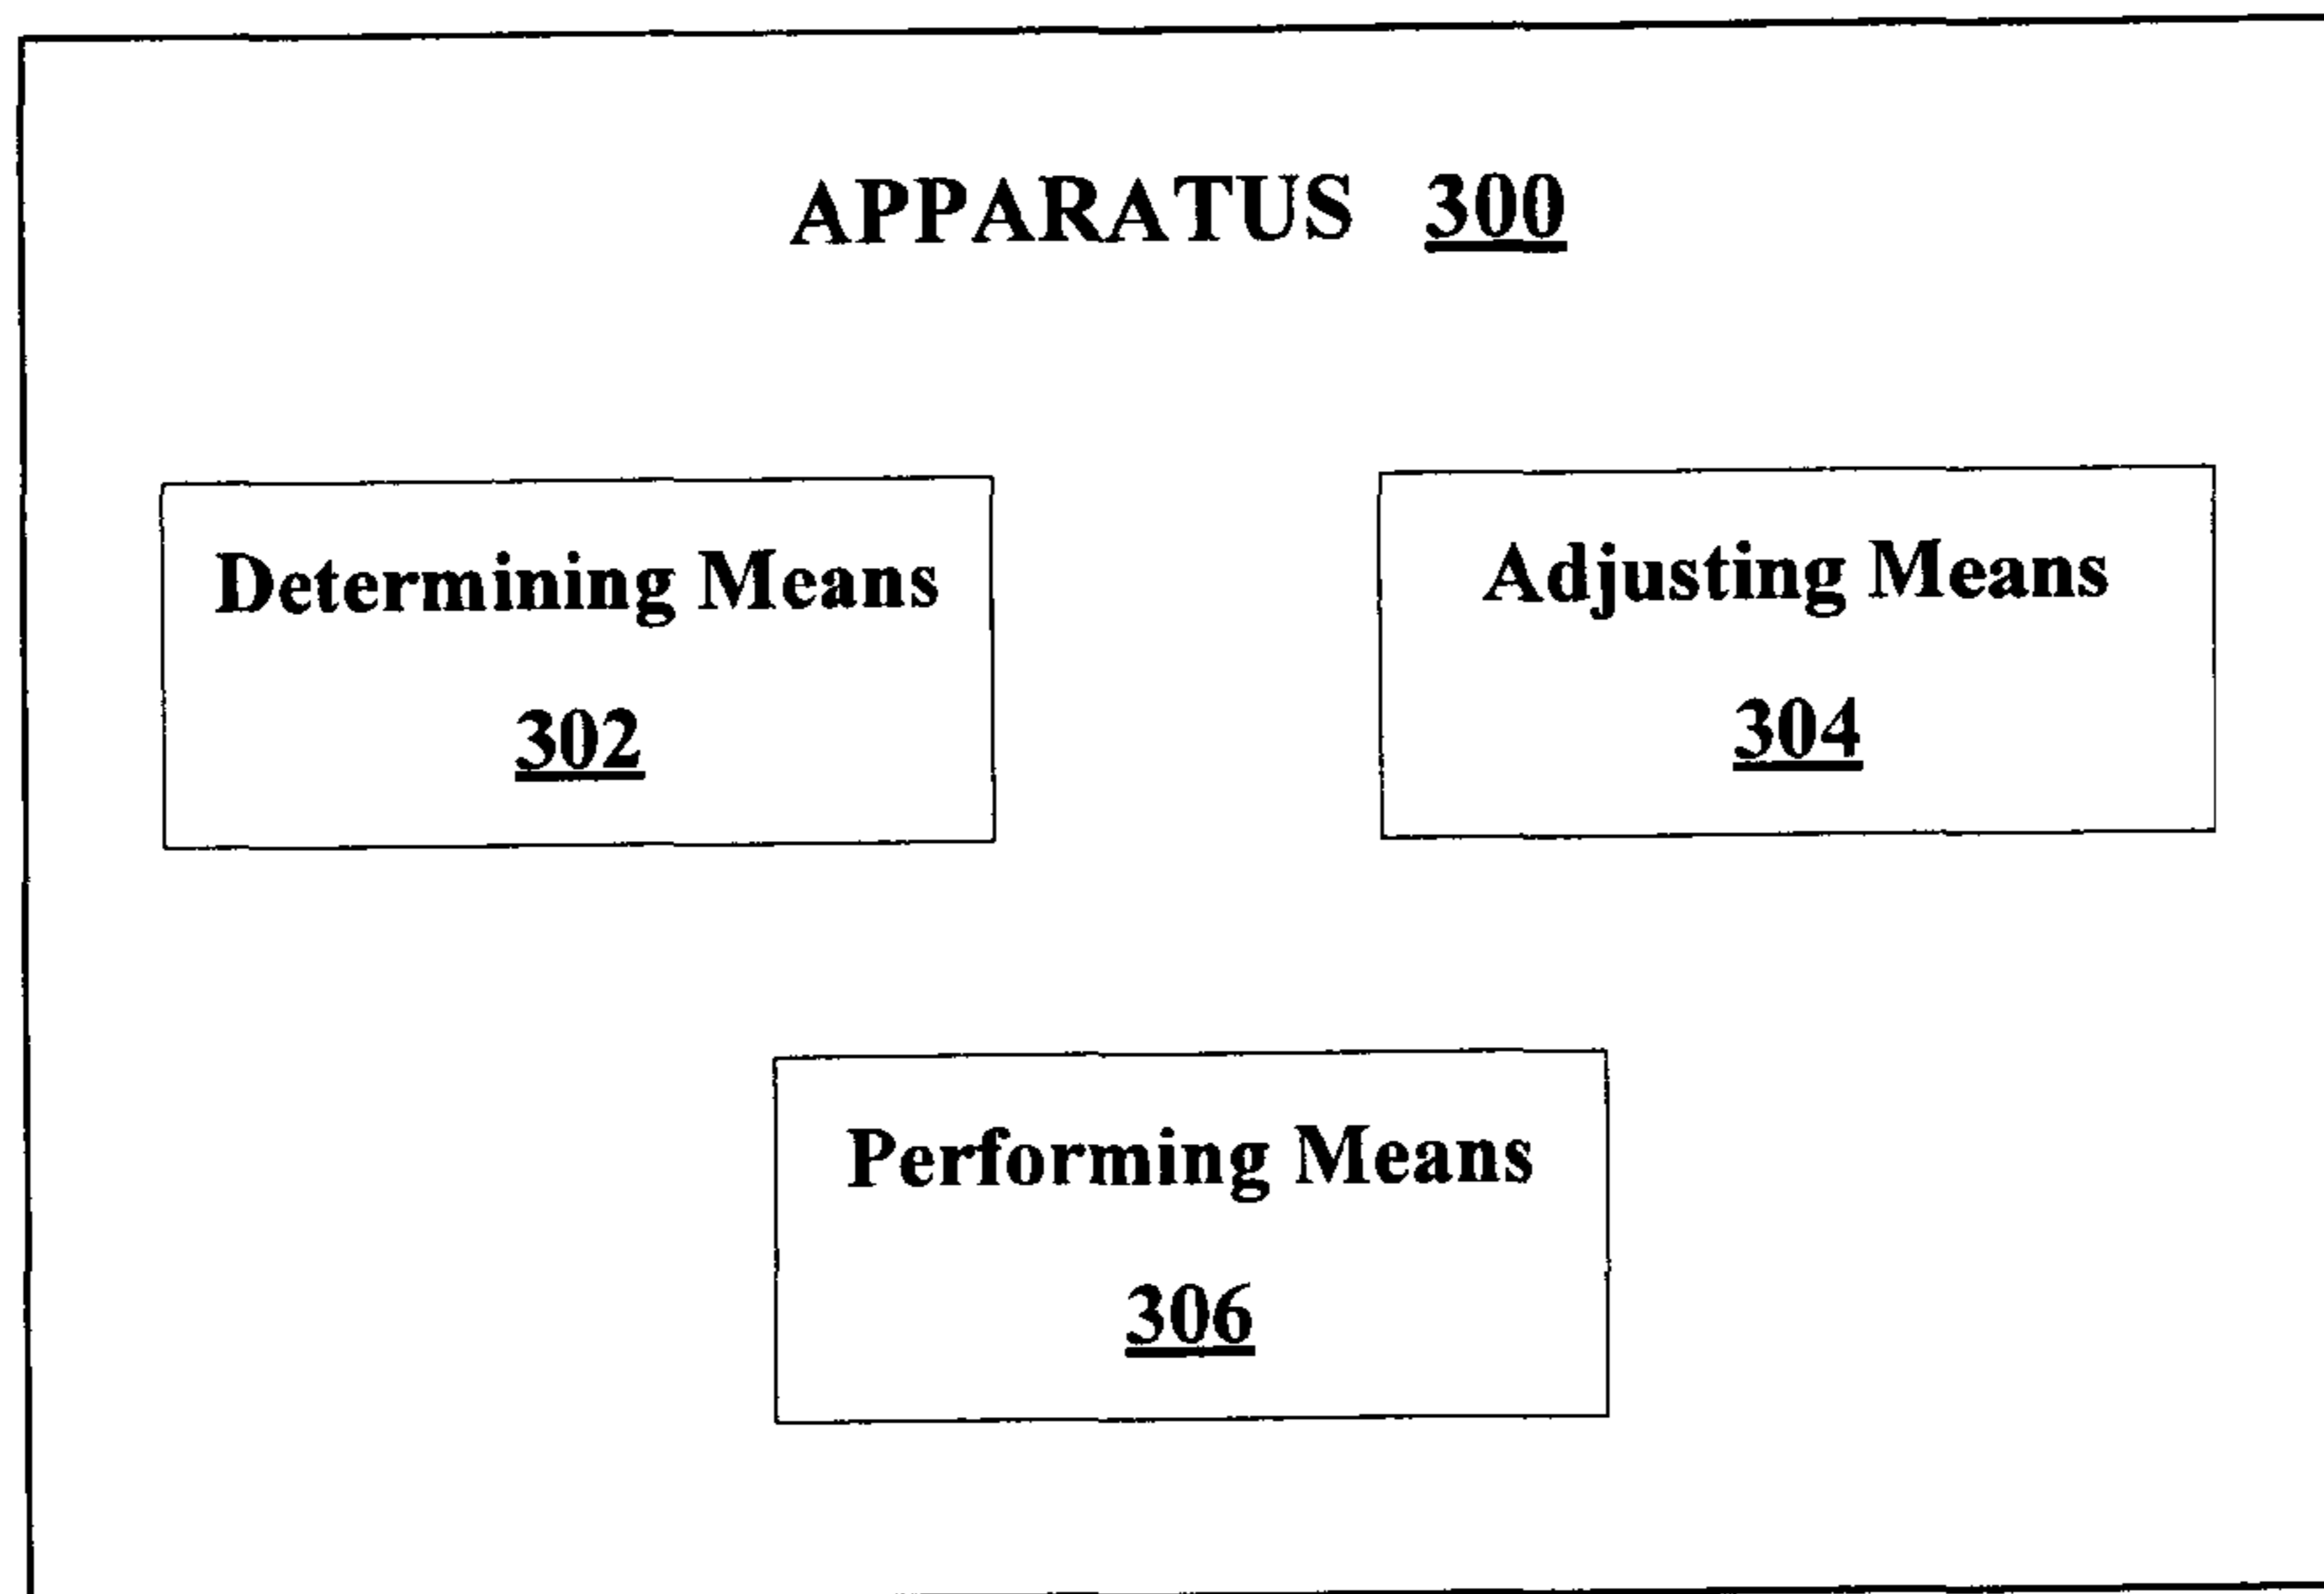 APPARATUS 300
Determining Means
302
Adjusting Means
304
Performing Means
306